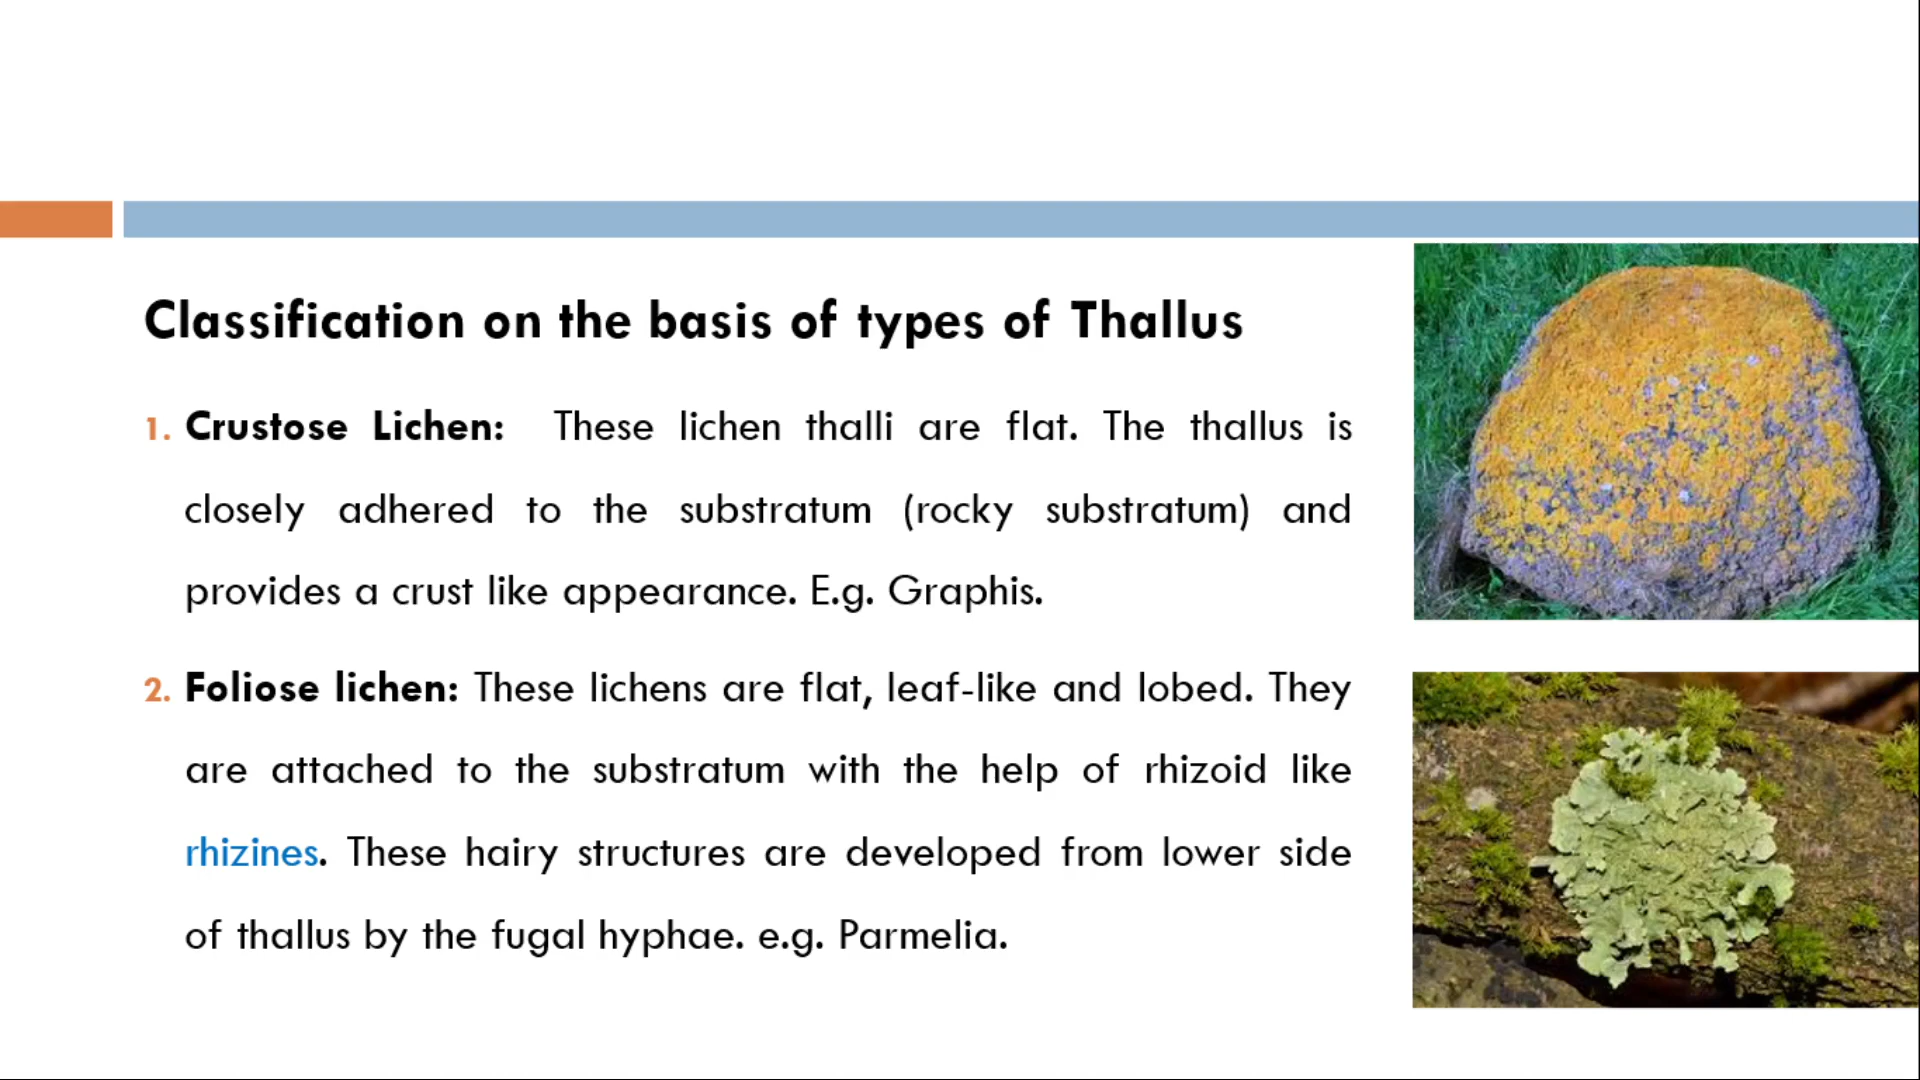 Classification on the basis of types of Thallus
1. Crustose Lichen: These lichen thalli are flat. The thallus is
closely adhered to the substratum (rocky substratum) and
provides a crust like appearance. E.g. Graphis.
2. Foliose lichen: These lichens are flat, leaf-like and lobed. They
are attached to the substratum with the help of rhizoid like
rhizines. These hairy structures are developed from lower side
of thallus by the fugal hyphae. e.g. Parmelia.